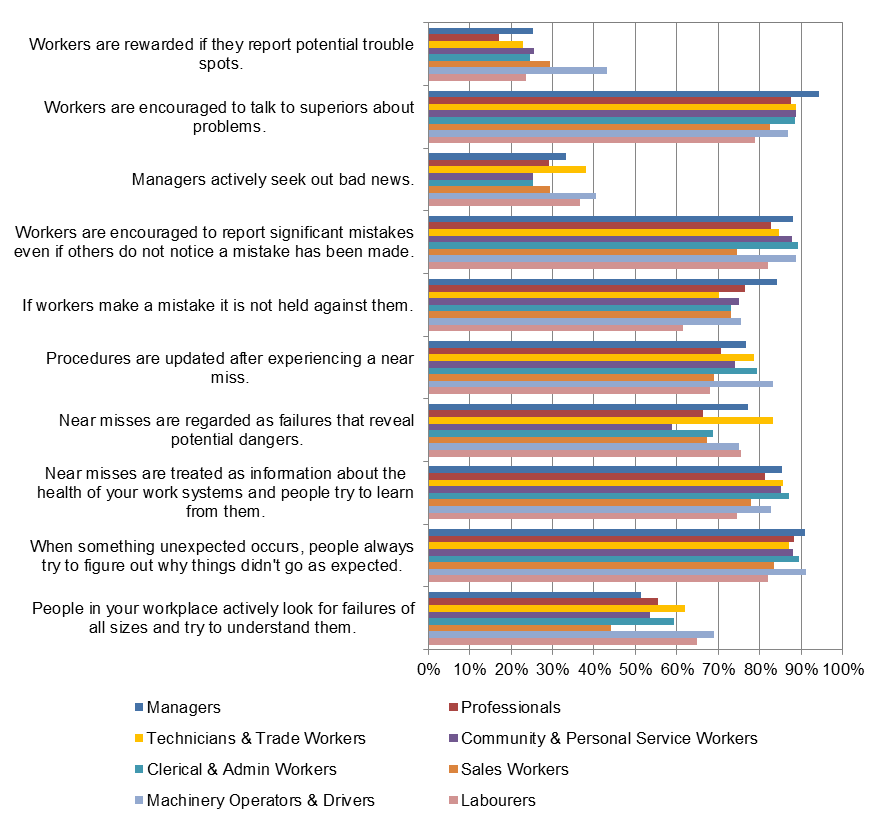 Workers are rewarded if they report potential trouble
spots.
Workers are encouraged to talk to superiors about
problems.
Managers actively seek out bad news.
Workers are encouraged to report significant mistakes
even if others do not notice a mistake has been made.
If workers make a mistake it is not held against them.
Procedures are updated after experiencing a near
miss.
Near misses are regarded as failures that reveal
potential dangers.
Near misses are treated as information about the
health of your work systems and people try to learn
from them.
When something unexpected occurs, people always
try to figure out why things didn't go as expected.
People in your workplace actively look for failures of
all sizes and try to understand them.
0% 10% 20% 30% 40% 50% 60% 70% 80% 90% 100%
Managers Professionals
Technicians & Trade Workers Community & Personal Service Workers
Clerical & Admin Workers Sales Workers
Machinery Operators & Drivers Labourers